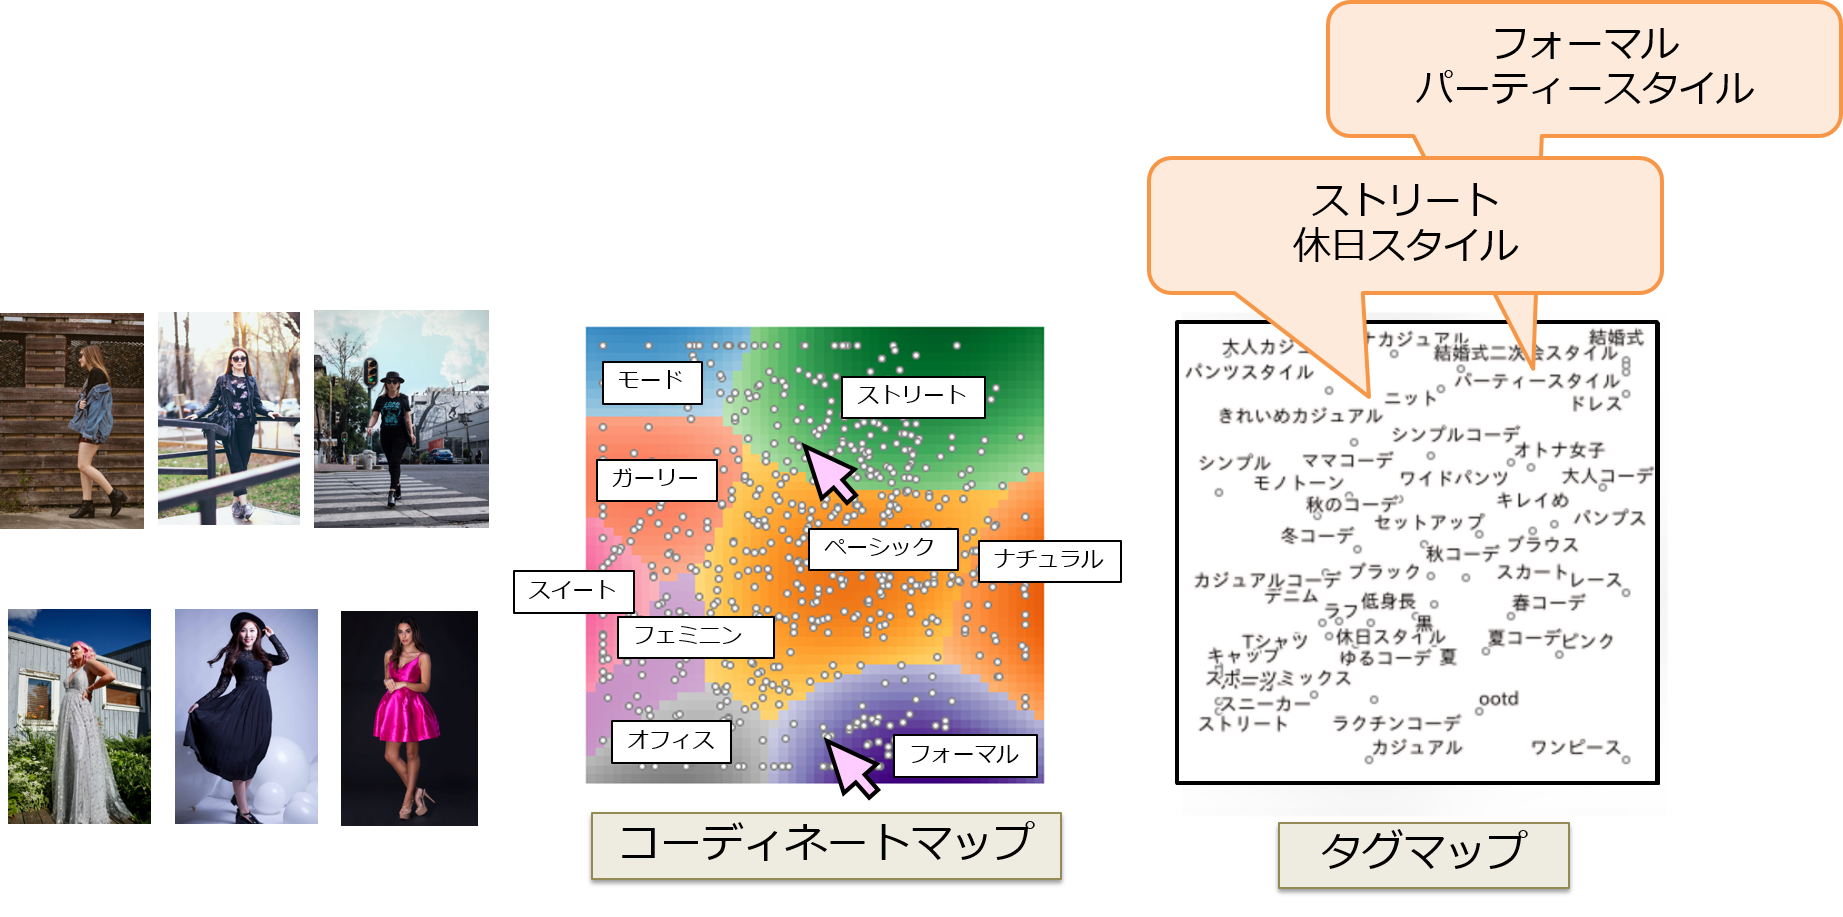 フォーマル
パーティースタイル
ストリート
休日スタイル
モード
ストリート
ガーリー
ベーシック
ナチュラル
スイート
フェミニン
オフィス
フォーマル
コーディネートマップ
大人カジュ
ナカジュアル
結婚式
結婚式二次会スタイル
パンツスタイル
パーティースタイル
ニット
ドレス
きれいめカジュアル
シンプルコーデ
オトナ女子
シンプル
ママコーデ
モノトーン
ワイドパンツ
大人コーデ
秋のコーデ
キレイめ
セットアップ
パンプス
冬コーデ
秋コーデ
ブラウス
カジュアルコーデ
ブラック
スカート
レース
デニム
ラフ
低身長
春コーデ
黒
Tシャツ
休日スタイル
夏コーデ
ピンク
キャップ
ゆるコーデ
夏
スポーツミックス
スニーカー
ootd
ストリート
ラクチンコーデ
カジュアル
ワンピース
タグマップ